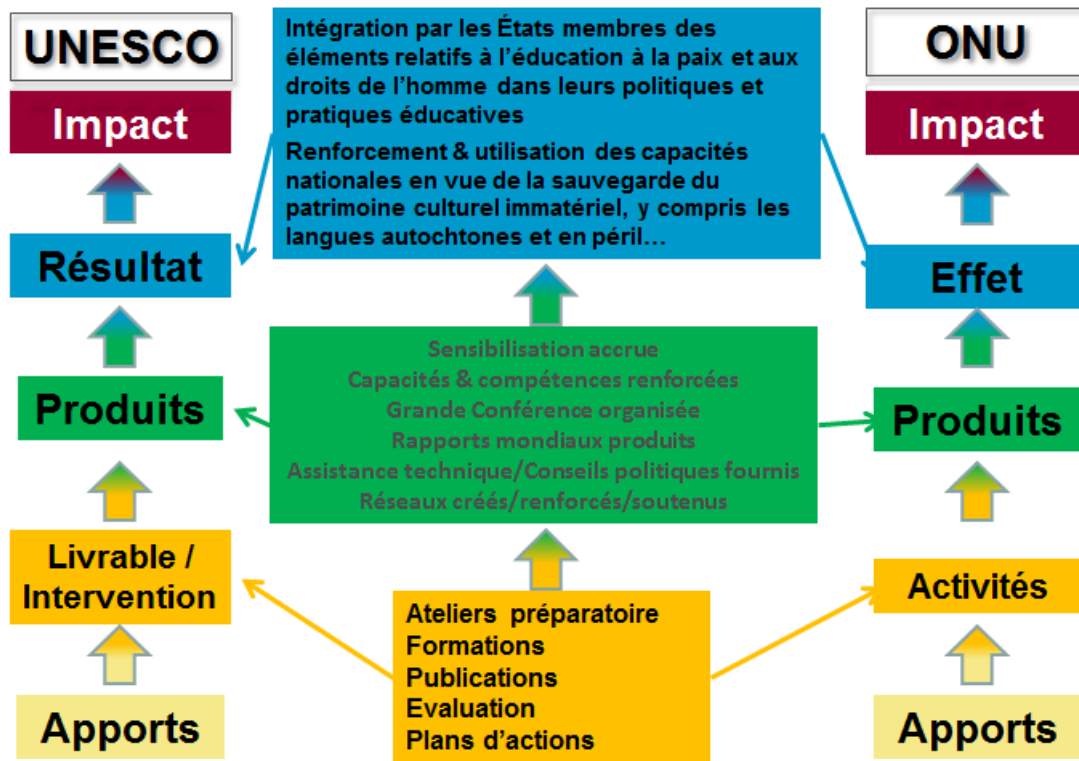 UNESCO
Impact
Résultat
Produits
Livrable /
Intervention
Apports
Intégration par les États membres des
éléments relatifs à l'éducation à la paix et aux
droits de l'homme dans leurs politiques et
pratiques éducatives
Renforcement & utilisation des capacités
nationales en vue de la sauvegarde du
patrimoine culturel immatériel, y compris les
langues autochtones et en péril…
Sensibilisation accrue
Capacités & compétences renforcées
Grande Conférence organisée
Rapports mondiaux produits
Assistance technique/Conseils politiques fournis
Réseaux créés/renforcés/soutenus
Ateliers préparatoire
Formations
Publications
Evaluation
Plans d'actions
ONU
Impact
Effet
Produits
Activités
Apports